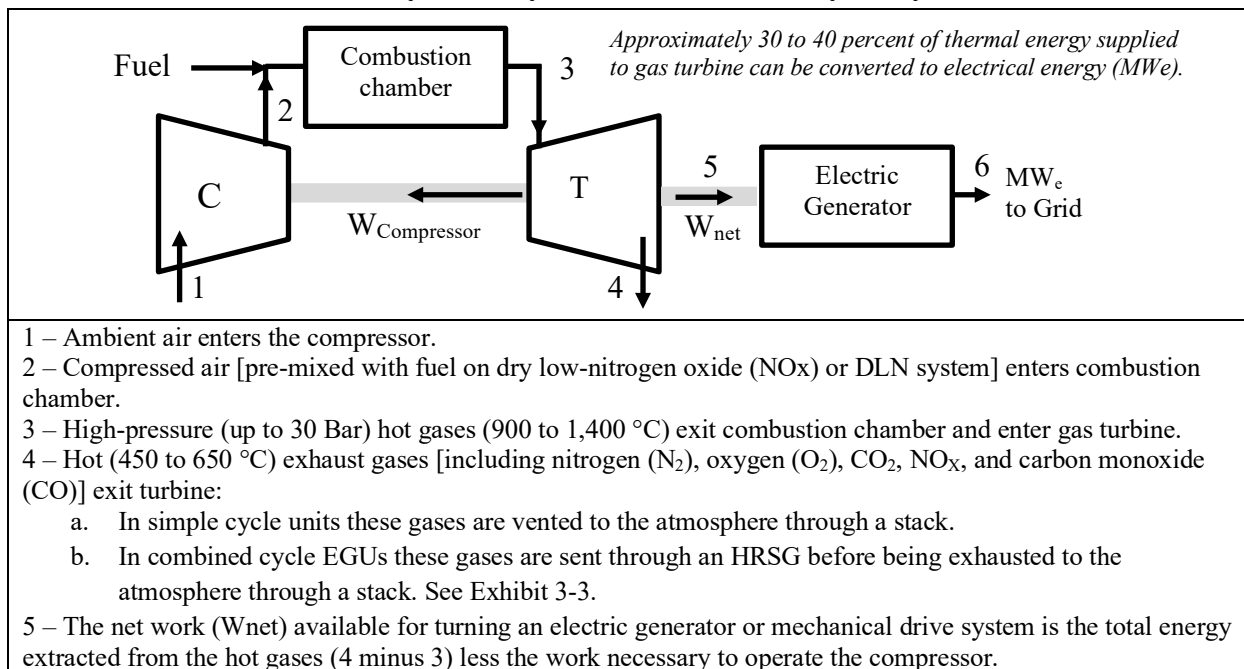 Approximately 30 to 40 percent of thermal energy supplied
to gas turbine can be converted to electrical energy (MWe).
Fuel
Combustion
chamber
3
2
C
T
5
6
Electric
Generator
MWe
to Grid
WCompressor
Wnet
1
4
1 – Ambient air enters the compressor.
2 – Compressed air [pre-mixed with fuel on dry low-nitrogen oxide (NOx) or DLN system] enters combustion
chamber.
3 – High-pressure (up to 30 Bar) hot gases (900 to 1,400 °C) exit combustion chamber and enter gas turbine.
4 – Hot (450 to 650 °C) exhaust gases [including nitrogen (N₂), oxygen (O₂), CO₂, NOX, and carbon monoxide
(CO)] exit turbine:
a. In simple cycle units these gases are vented to the atmosphere through a stack.
b. In combined cycle EGUs these gases are sent through an HRSG before being exhausted to the
atmosphere through a stack. See Exhibit 3-3.
5 – The net work (Wnet) available for turning an electric generator or mechanical drive system is the total energy
extracted from the hot gases (4 minus 3) less the work necessary to operate the compressor.